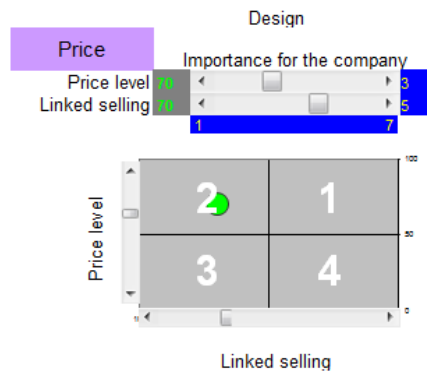 Design
Price
Importance for the company
Price level 70 3
Linked selling 70 5
1 7
100
2 1
Price level
50
3 4
0
Linked selling